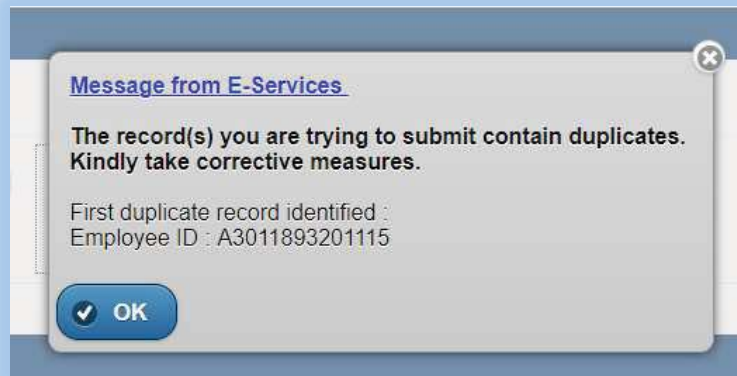 Message from E-Services
The record(s) you are trying to submit contain duplicates.
Kindly take corrective measures.
First duplicate record identified :
Employee ID : A3011893201115
OK